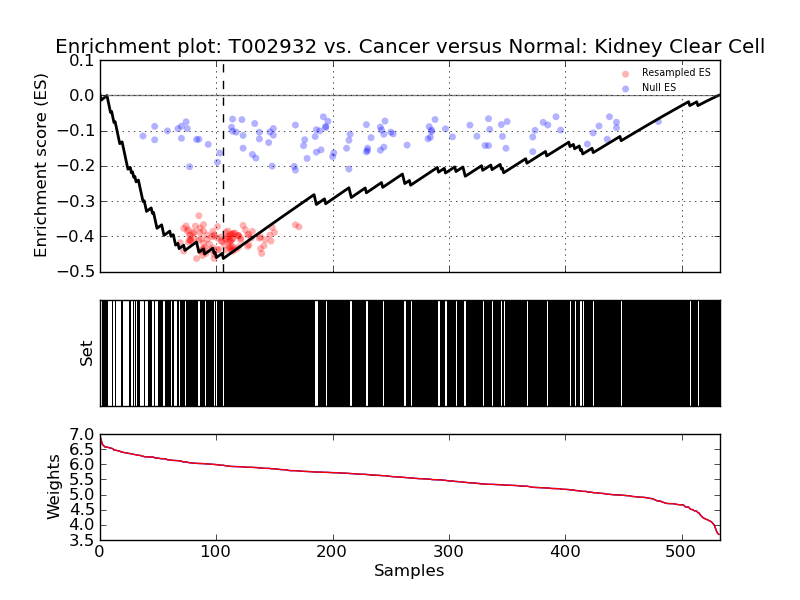 Enrichment plot: T002932 vs. Cancer versus Normal: Kidney Clear Cell
0.1
0.0
−0.1
−0.2
−0.3
−0.4
−0.5
Enrichment score (ES)
Resampled ES
Null ES
Set
7.0
6.5
6.0
5.5
5.0
4.5
4.0
3.5
Weights
0 100 200 300 400 500
Samples